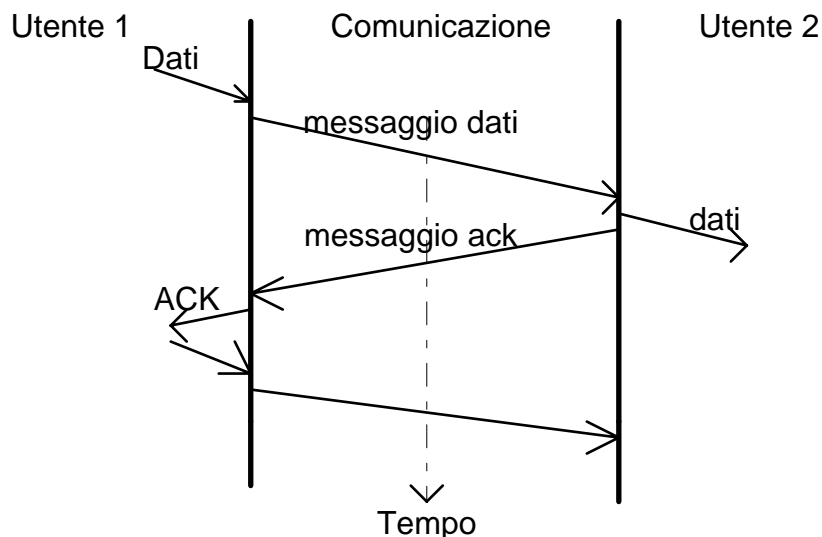 Utente 1 Comunicazione Utente 2
Dati
messaggio dati
dati
messaggio ack
ACK
Tempo